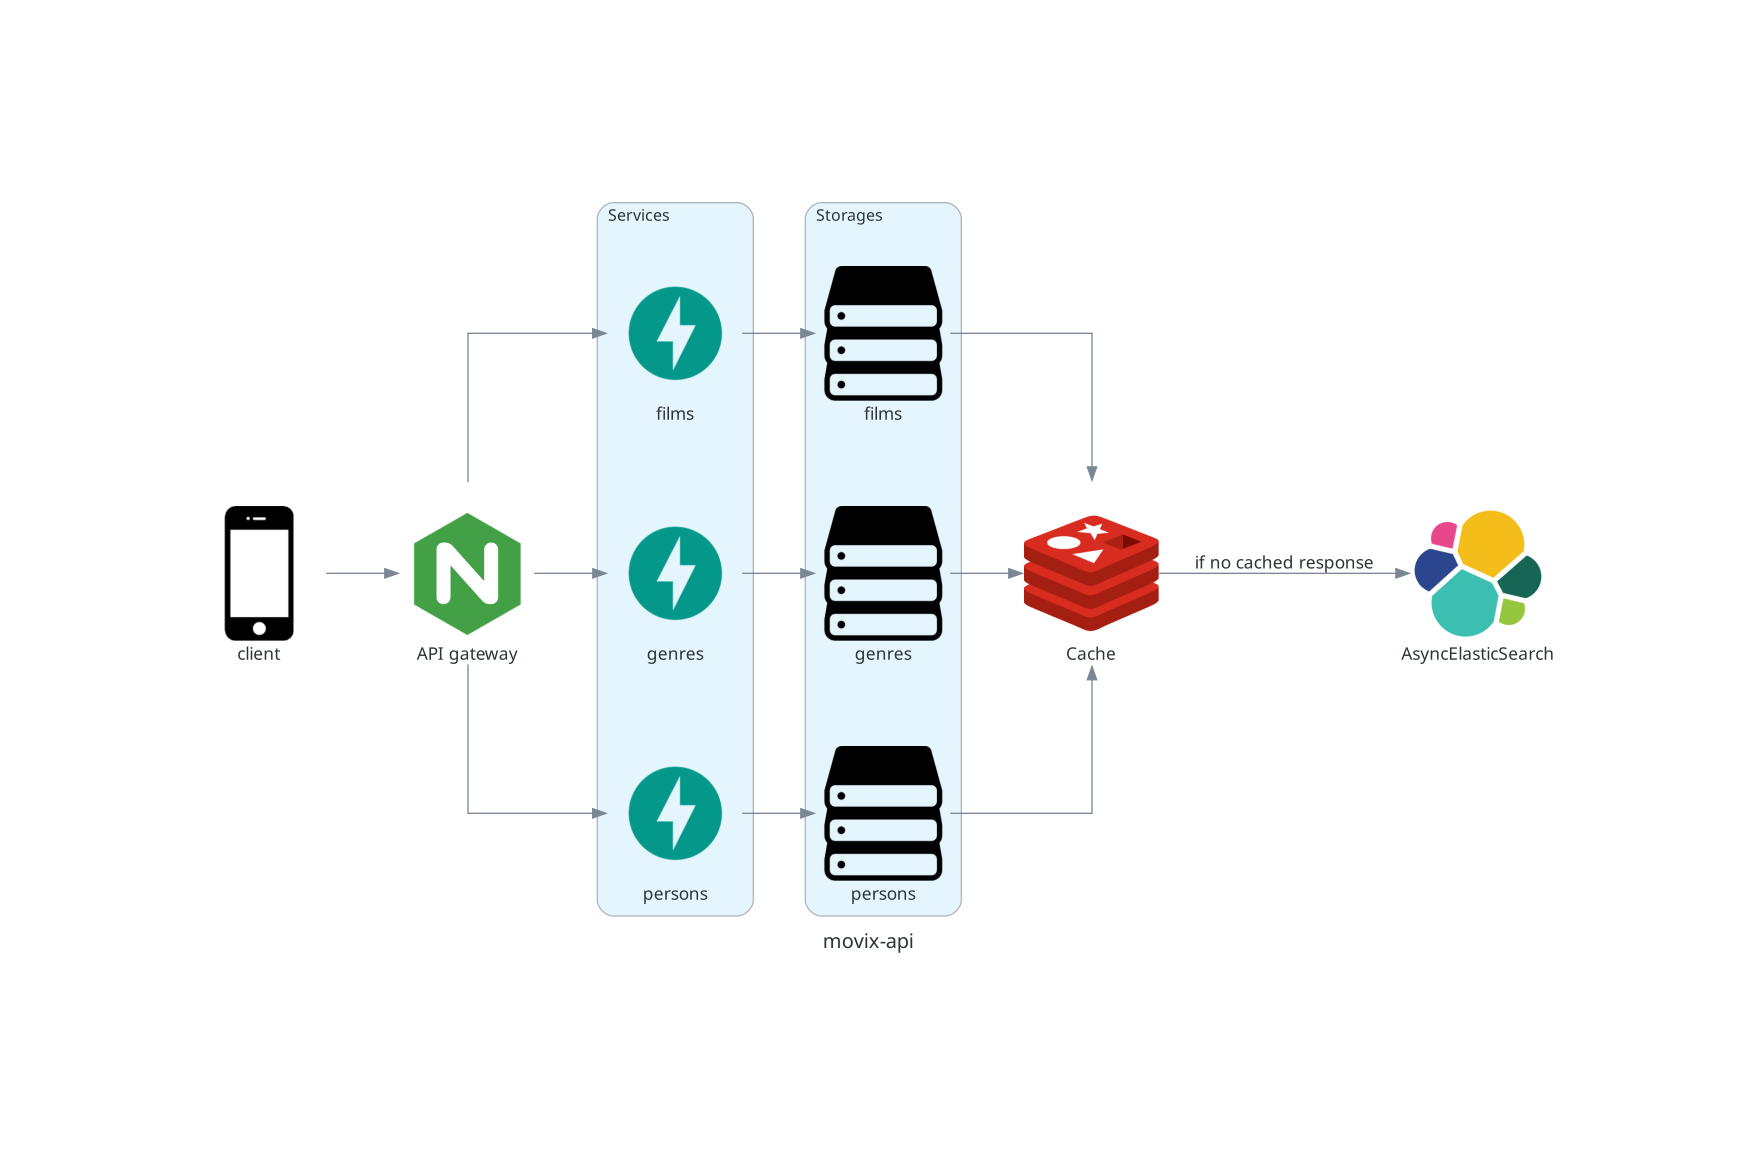 Services
Storages
films
films
if no cached response
client
API gateway
genres
genres
Cache
AsyncElasticSearch
persons
persons
movix-api